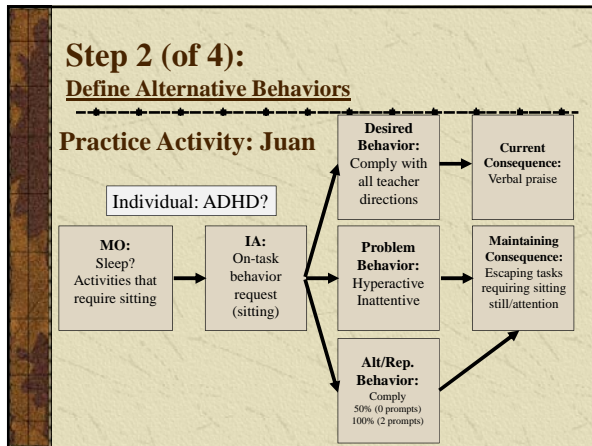 Step 2 (of 4):
Define Alternative Behaviors
Practice Activity: Juan
Individual: ADHD?
MO:
Sleep?
Activities that
require sitting
IA:
On-task
behavior
request
(sitting)
Desired
Behavior:
Comply with
all teacher
directions
Current
Consequence:
Verbal praise
Problem
Behavior:
Hyperactive
Inattentive
Maintaining
Consequence:
Escaping tasks
requiring sitting
still/attention
Alt/Rep.
Behavior:
Comply
50% (0 prompts)
100% (2 prompts)